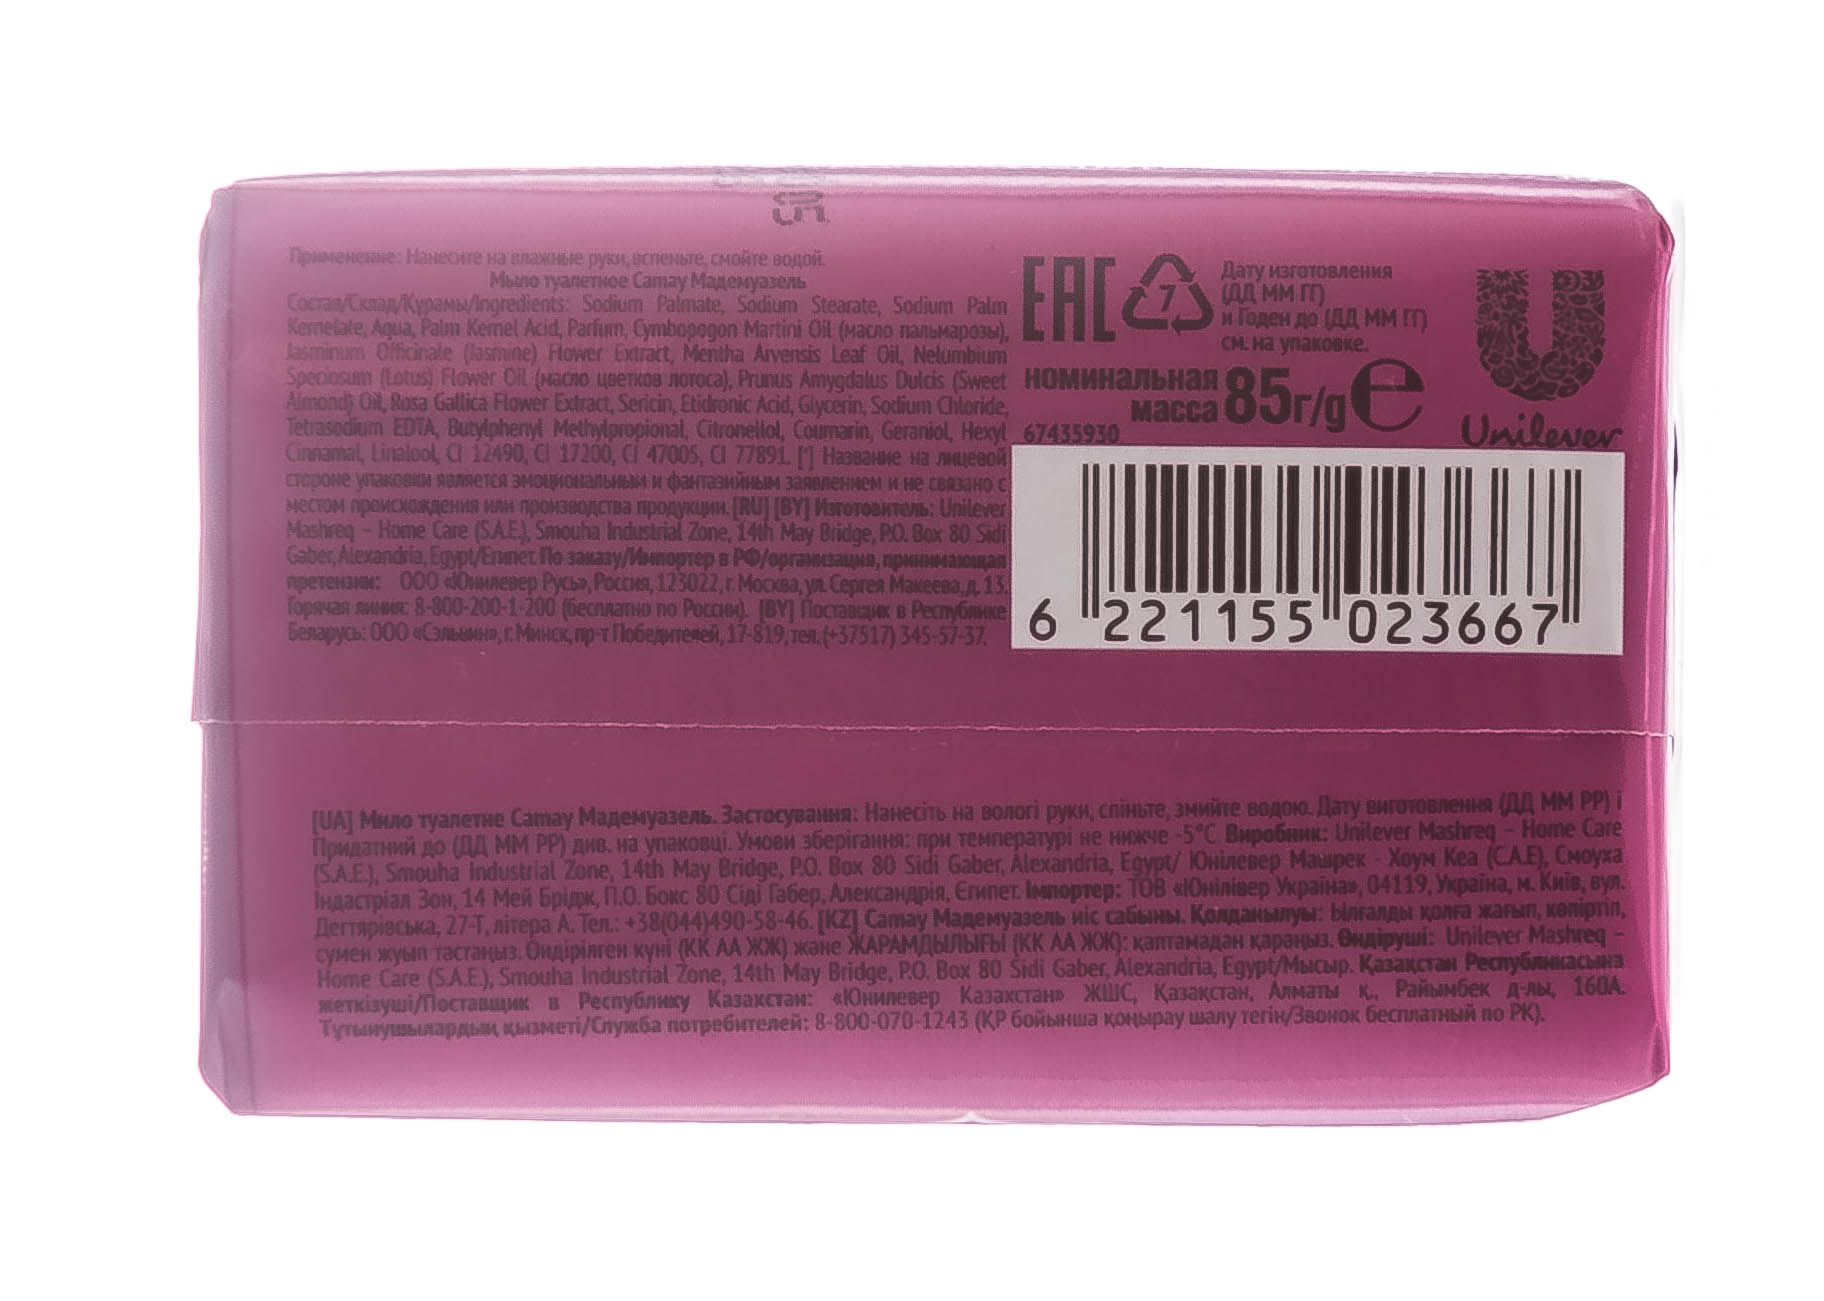 Применение: Нанесите на влажные руки, вспеньте, смойте водой.
Мыло туалетное Camay Мадемуазель
Состав/Склад/Құрамы/Ingredients: Sodium Palmate, Sodium Stearate, Sodium Palm
Kernelate, Aqua, Palm Kernel Acid, Parfum, Cymbopogon Martini Oil (масло пальмарозы),
Jasminum Officinale (Jasmine) Flower Extract, Mentha Arvensis Leaf Oil, Nelumbium
Speciosum (Lotus) Flower Oil (масло цветков лотоса), Prunus Amygdalus Dulcis (Sweet
Almond) Oil, Rosa Gallica Flower Extract, Sericin, Etidronic Acid, Glycerin, Sodium Chloride,
Tetrasodium EDTA, Butylphenyl Methylpropional, Citronellol, Coumarin, Geraniol, Hexyl
Cinnamal, Linalool, CI 12490, CI 17200, CI 47005, CI 77891. [*] Название на лицевой
стороне упаковки является эмоциональным и фантазийным заявлением и не связано с
местом происхождения или производства продукции. [RU] [BY] Изготовитель: Unilever
Mashreq – Home Care (S.A.E.), Smouha Industrial Zone, 14th May Bridge, P.O. Box 80 Sidi
Gaber, Alexandria, Egypt/Египет. По заказу/Импортер в РФ/организация, принимающая
претензии: ООО «Юнилевер Русь», Россия, 123022, г. Москва, ул. Сергея Макеева, д. 13.
Горячая линия: 8-800-200-1-200 (бесплатно по России). [BY] Поставщик в Республике
Беларусь: ООО «Сэльвин», г. Минск, пр-т Победителей, 17-819, тел. (+37517) 345-57-37.
EAC
7
Дату изготовления
(ДД ММ ГГ)
и Годен до (ДД ММ ГГ)
см. на упаковке.
номинальная
масса 85г/g e
67435930
Unilever
6 221155 023667
[UA] Мило туалетне Camay Мадемуазель. Застосування: Нанесіть на вологі руки, спіньте, змийте водою. Дату виготовлення (ДД ММ РР) і
Придатний до (ДД ММ РР) див. на упаковці. Умови зберігання: при температурі не нижче -5°C Виробник: Unilever Mashreq – Home Care
(S.A.E.), Smouha Industrial Zone, 14th May Bridge, P.O. Box 80 Sidi Gaber, Alexandria, Egypt/ Юнілевер Машрек - Хоум Кеа (С.А.Е), Смоуха
Індастріал Зон, 14 Мей Брідж, П.О. Бокс 80 Сіді Габер, Александрія, Єгипет. Імпортер: ТОВ «Юнілівер Україна», 04119, Україна, м. Київ, вул.
Дегтярівська, 27-Т, літера А. Тел.: +38(044)490-58-46. [KZ] Camay Мадемуазель иіс сабыны. Қолданылуы: Ылғалды қолға жағып, көпіртіп,
сумен жуып тастаңыз. Өндірілген күні (КК АА ЖЖ) және ЖАРАМДЫЛЫҒЫ (КК АА ЖЖ): қаптамадан қараңыз. Өндіруші: Unilever Mashreq –
Home Care (S.A.E.), Smouha Industrial Zone, 14th May Bridge, P.O. Box 80 Sidi Gaber, Alexandria, Egypt/Мысыр. Қазақстан Республикасына
жеткізуші/Поставщик в Республику Казахстан: «Юнилевер Казахстан» ЖШС, Қазақстан, Алматы қ., Райымбек д-лы, 160А.
Тұтынушылардың қызметі/Служба потребителей: 8-800-070-1243 (ҚР бойынша қоңырау шалу тегін/Звонок бесплатный по РК).